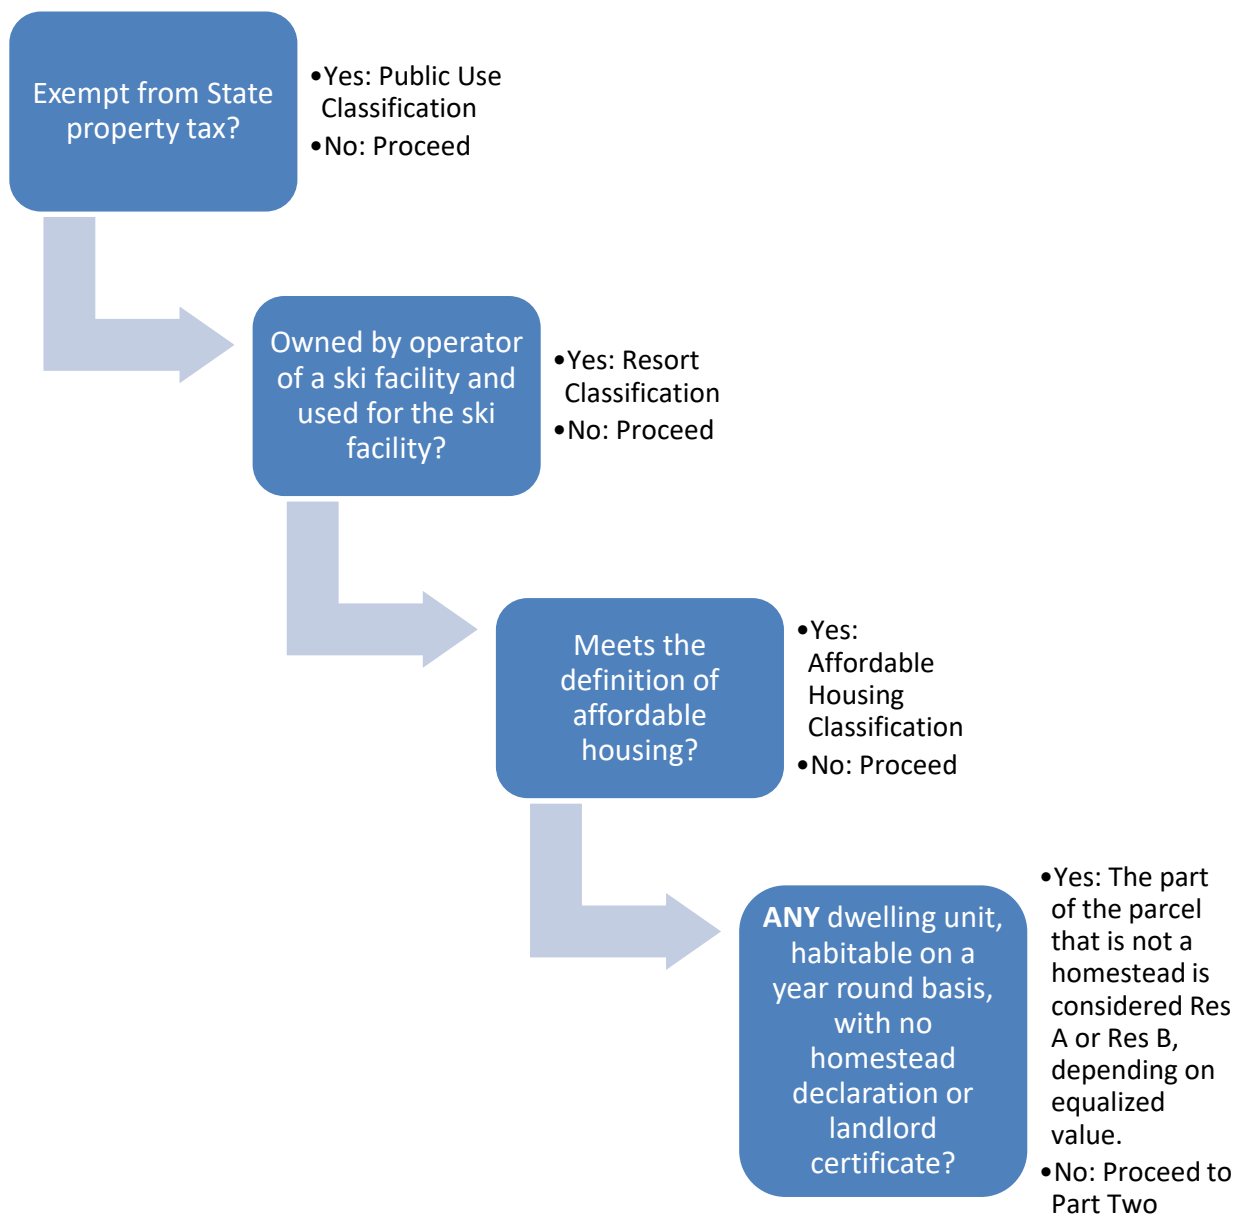 Exempt from State
property tax?
•Yes: Public Use
Classification
•No: Proceed
Owned by operator
of a ski facility and
used for the ski
facility?
•Yes: Resort
Classification
•No: Proceed
Meets the
definition of
affordable
housing?
•Yes:
Affordable
Housing
Classification
•No: Proceed
ANY dwelling unit,
habitable on a
year round basis,
with no
homestead
declaration or
landlord
certificate?
•Yes: The part
of the parcel
that is not a
homestead is
considered Res
A or Res B,
depending on
equalized
value.
•No: Proceed to
Part Two